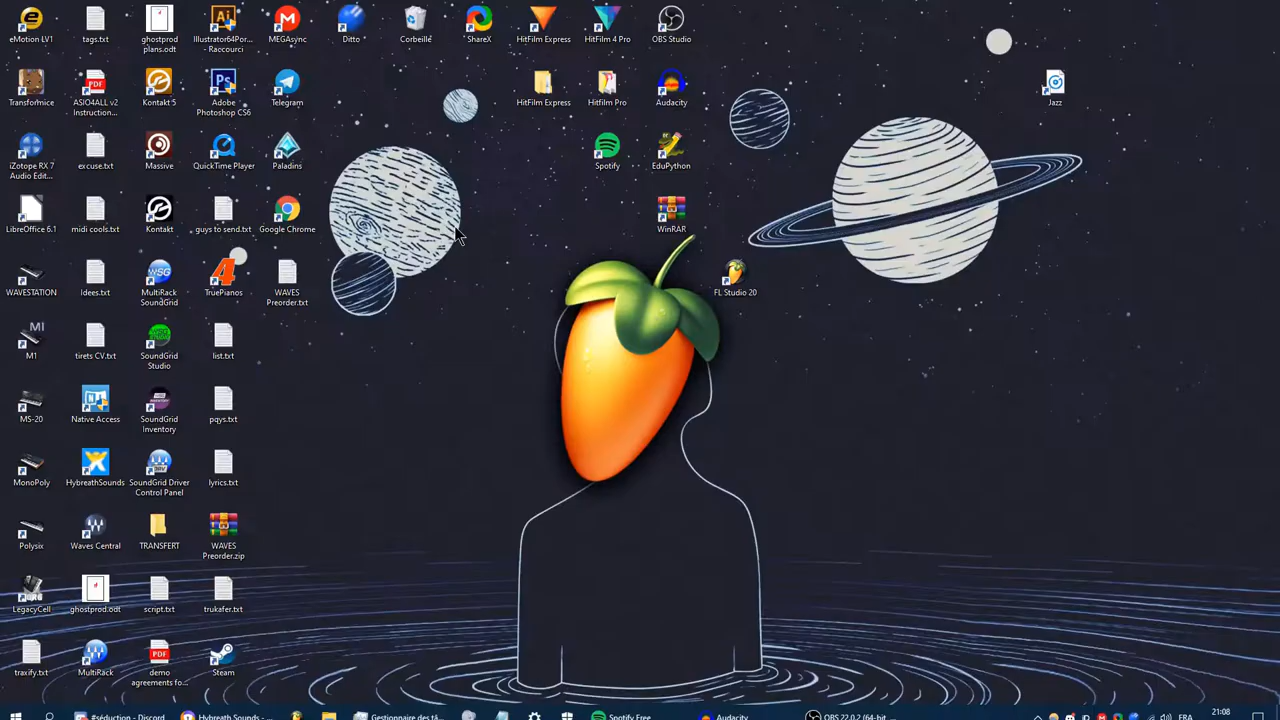 eMotion LV1
tags.txt
ghostprod
plans.odt
Illustrator64Por...
- Raccourci
MEGAsync
Ditto
Corbeille
ShareX
HitFilm Express
HitFilm 4 Pro
OBS Studio
Transformice
ASIO4ALL v2
Instruction...
Kontakt 5
Adobe
Photoshop CS6
Telegram
HitFilm Express
Hitfilm Pro
Audacity
Jazz
iZotope RX 7
Audio Edit...
excuse.txt
Massive
QuickTime Player
Paladins
Spotify
EduPython
LibreOffice 6.1
midi cools.txt
Kontakt
guys to send.txt
Google Chrome
WinRAR
WAVESTATION
Idees.txt
MultiRack
SoundGrid
TruePianos
WAVES
Preorder.txt
FL Studio 20
M1
tirets CV.txt
SoundGrid
Studio
list.txt
MS-20
Native Access
SoundGrid
Inventory
pqys.txt
MonoPoly
HybreathSounds
SoundGrid Driver
Control Panel
lyrics.txt
Polysix
Waves Central
TRANSFERT
WAVES
Preorder.zip
LegacyCell
ghostprod.odt
script.txt
trukafer.txt
traxify.txt
MultiRack
demo
agreements fo...
Steam
#séduction - Discord
Hybreath Sounds - ...
Gestionnaire des tâ...
Spotify Free
Audacity
OBS 22.0.2 (64-bit ...
FRA
21:08